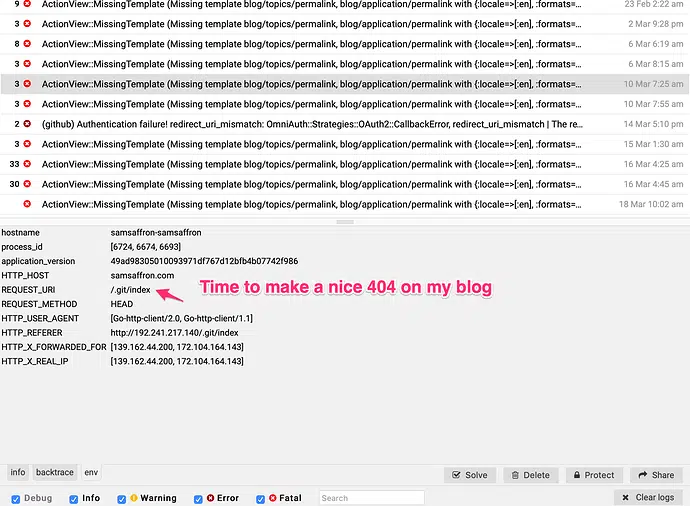 9 ActionView::MissingTemplate (Missing template blog/topics/permalink, blog/application/permalink with {:locale=>[:en], :formats=... 23 Feb 2:22 am
3 ActionView::MissingTemplate (Missing template blog/topics/permalink, blog/application/permalink with {:locale=>[:en], :formats=... 2 Mar 9:28 pm
8 ActionView::MissingTemplate (Missing template blog/topics/permalink, blog/application/permalink with {:locale=>[:en], :formats=... 6 Mar 6:19 am
3 ActionView::MissingTemplate (Missing template blog/topics/permalink, blog/application/permalink with {:locale=>[:en], :formats=... 6 Mar 8:15 am
3 ActionView::MissingTemplate (Missing template blog/topics/permalink, blog/application/permalink with {:locale=>[:en], :formats=... 10 Mar 7:25 am
3 ActionView::MissingTemplate (Missing template blog/topics/permalink, blog/application/permalink with {:locale=>[:en], :formats=... 10 Mar 7:55 am
2 (github) Authentication failure! redirect_uri_mismatch: OmniAuth::Strategies::OAuth2::CallbackError, redirect_uri_mismatch | The re... 14 Mar 5:10 pm
3 ActionView::MissingTemplate (Missing template blog/topics/permalink, blog/application/permalink with {:locale=>[:en], :formats=... 15 Mar 1:30 am
33 ActionView::MissingTemplate (Missing template blog/topics/permalink, blog/application/permalink with {:locale=>[:en], :formats=... 16 Mar 4:25 am
30 ActionView::MissingTemplate (Missing template blog/topics/permalink, blog/application/permalink with {:locale=>[:en], :formats=... 16 Mar 4:45 am
ActionView::MissingTemplate (Missing template blog/topics/permalink, blog/application/permalink with {:locale=>[:en], :formats=... 18 Mar 10:02 am
hostname samsaffron-samsaffron
process_id [6724, 6674, 6693]
application_version 49ad98305010093971df767d12bfb4b07742f986
HTTP_HOST samsaffron.com
REQUEST_URI /.git/index Time to make a nice 404 on my blog
REQUEST_METHOD HEAD
HTTP_USER_AGENT [Go-http-client/2.0, Go-http-client/1.1]
HTTP_REFERER http://192.241.217.140/.git/index
HTTP_X_FORWARDED_FOR [139.162.44.200, 172.104.164.143]
HTTP_X_REAL_IP [139.162.44.200, 172.104.164.143]
info backtrace env Solve Delete Protect Share
Debug Info Warning Error Fatal Search Clear logs